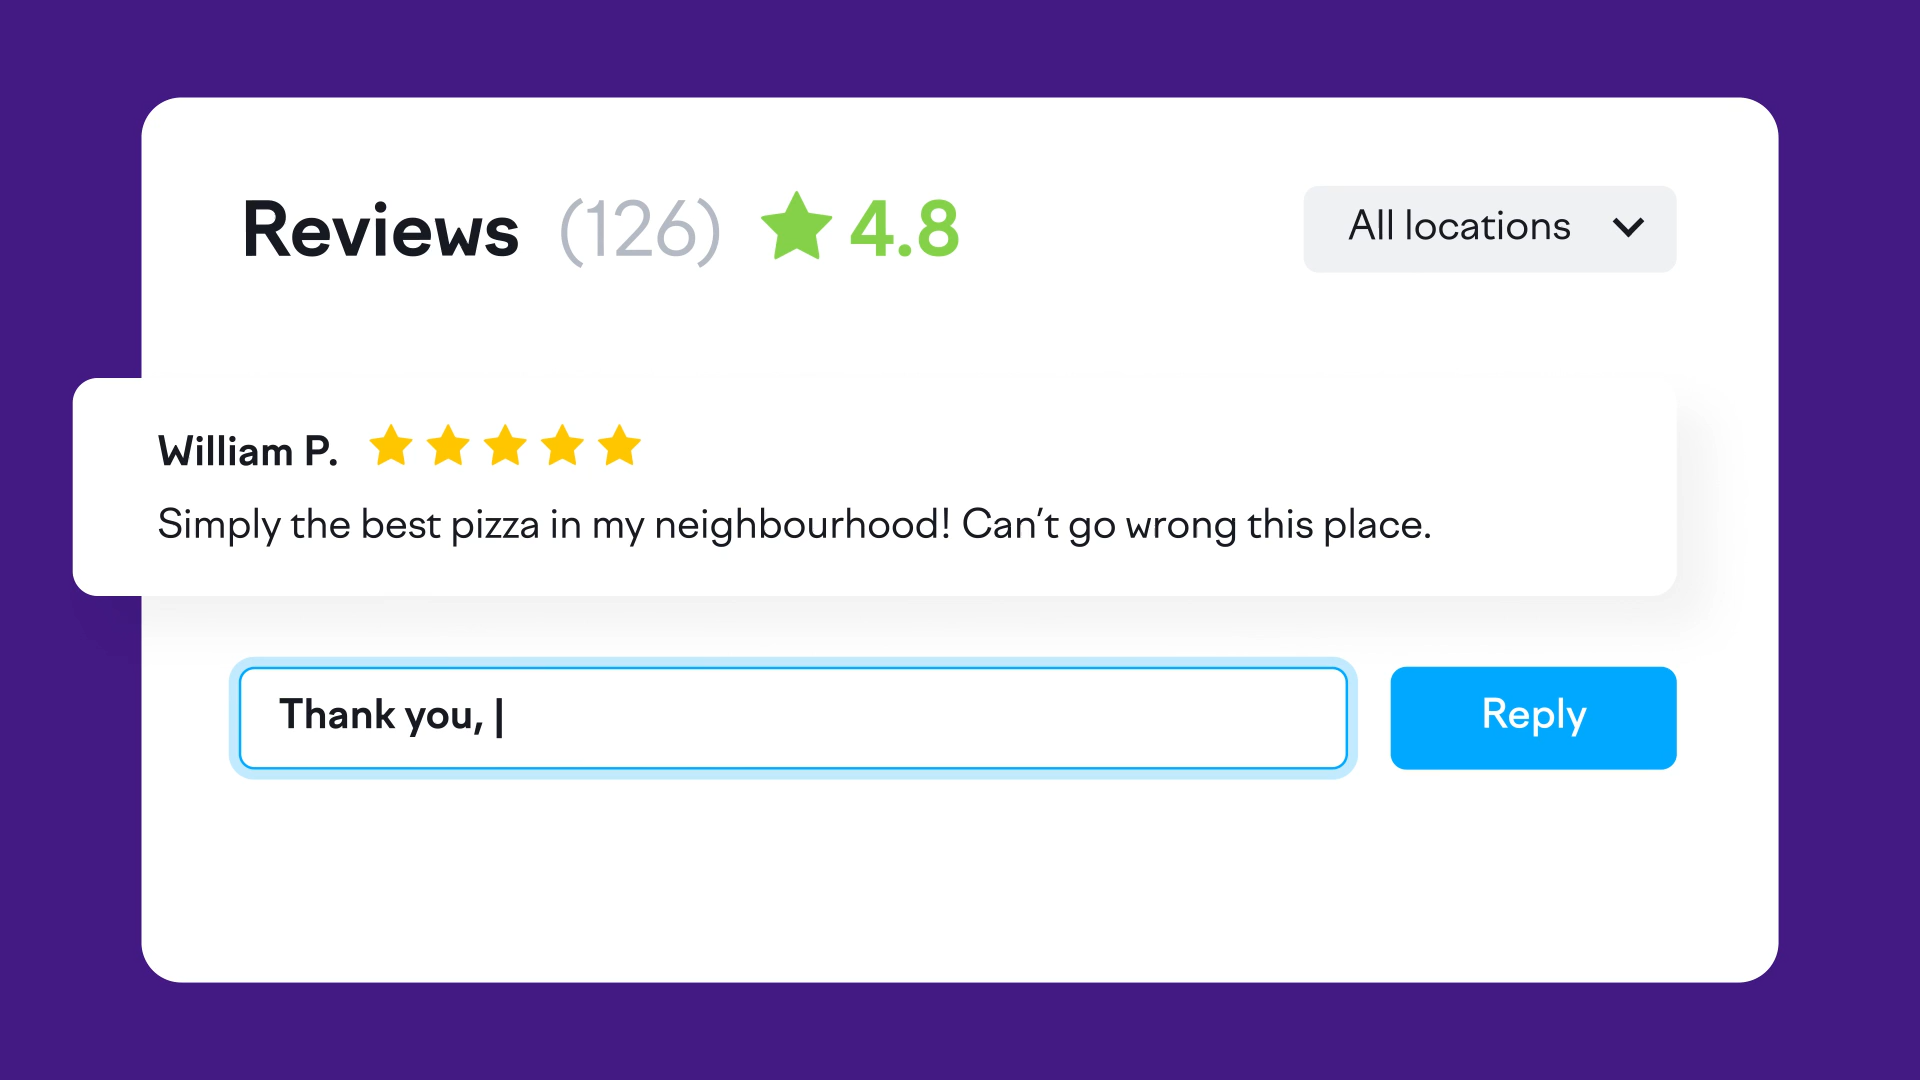 Reviews (126) 4.8
All locations
William P.
Simply the best pizza in my neighbourhood! Can’t go wrong this place.
Thank you,
Reply